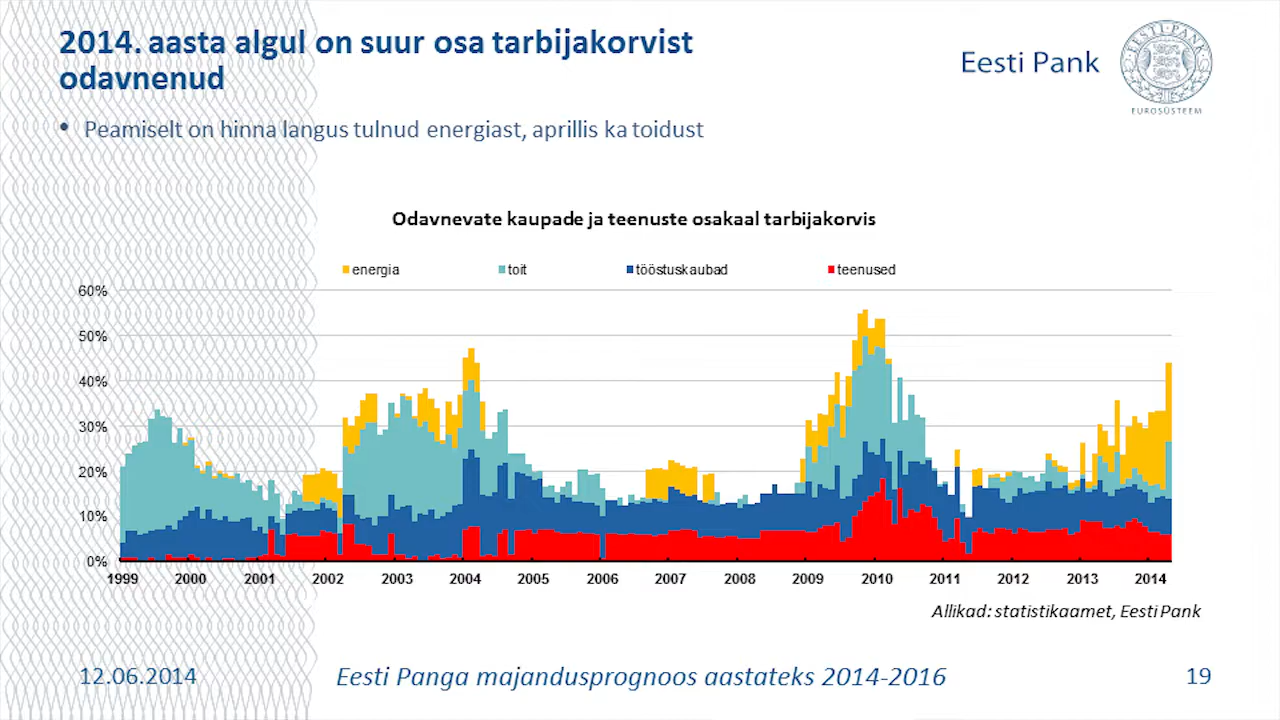 2014. aasta algul on suur osa tarbijakorvist
odavnenud
Eesti Pank
EESTI·PANK
EUROSÜSTEEM
• Peamiselt on hinna langus tulnud energiast, aprillis ka toidust
Odavnevate kaupade ja teenuste osakaal tarbijakorvis
energia toit tööstuskaubad teenused
60%
50%
40%
30%
20%
10%
0%
1999 2000 2001 2002 2003 2004 2005 2006 2007 2008 2009 2010 2011 2012 2013 2014
Allikad: statistikaamet, Eesti Pank
12.06.2014 Eesti Panga majandusprognoos aastateks 2014-2016 19